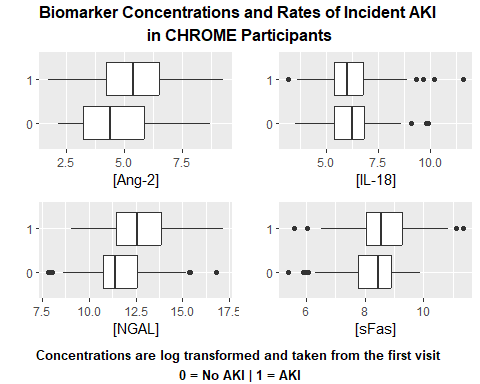 Biomarker Concentrations and Rates of Incident AKI
in CHROME Participants
1
0
2.5 5.0 7.5
[Ang-2]
1
0
5.0 7.5 10.0
[IL-18]
1
0
7.5 10.0 12.5 15.0 17.5
[NGAL]
1
0
6 8 10
[sFas]
Concentrations are log transformed and taken from the first visit
0 = No AKI | 1 = AKI